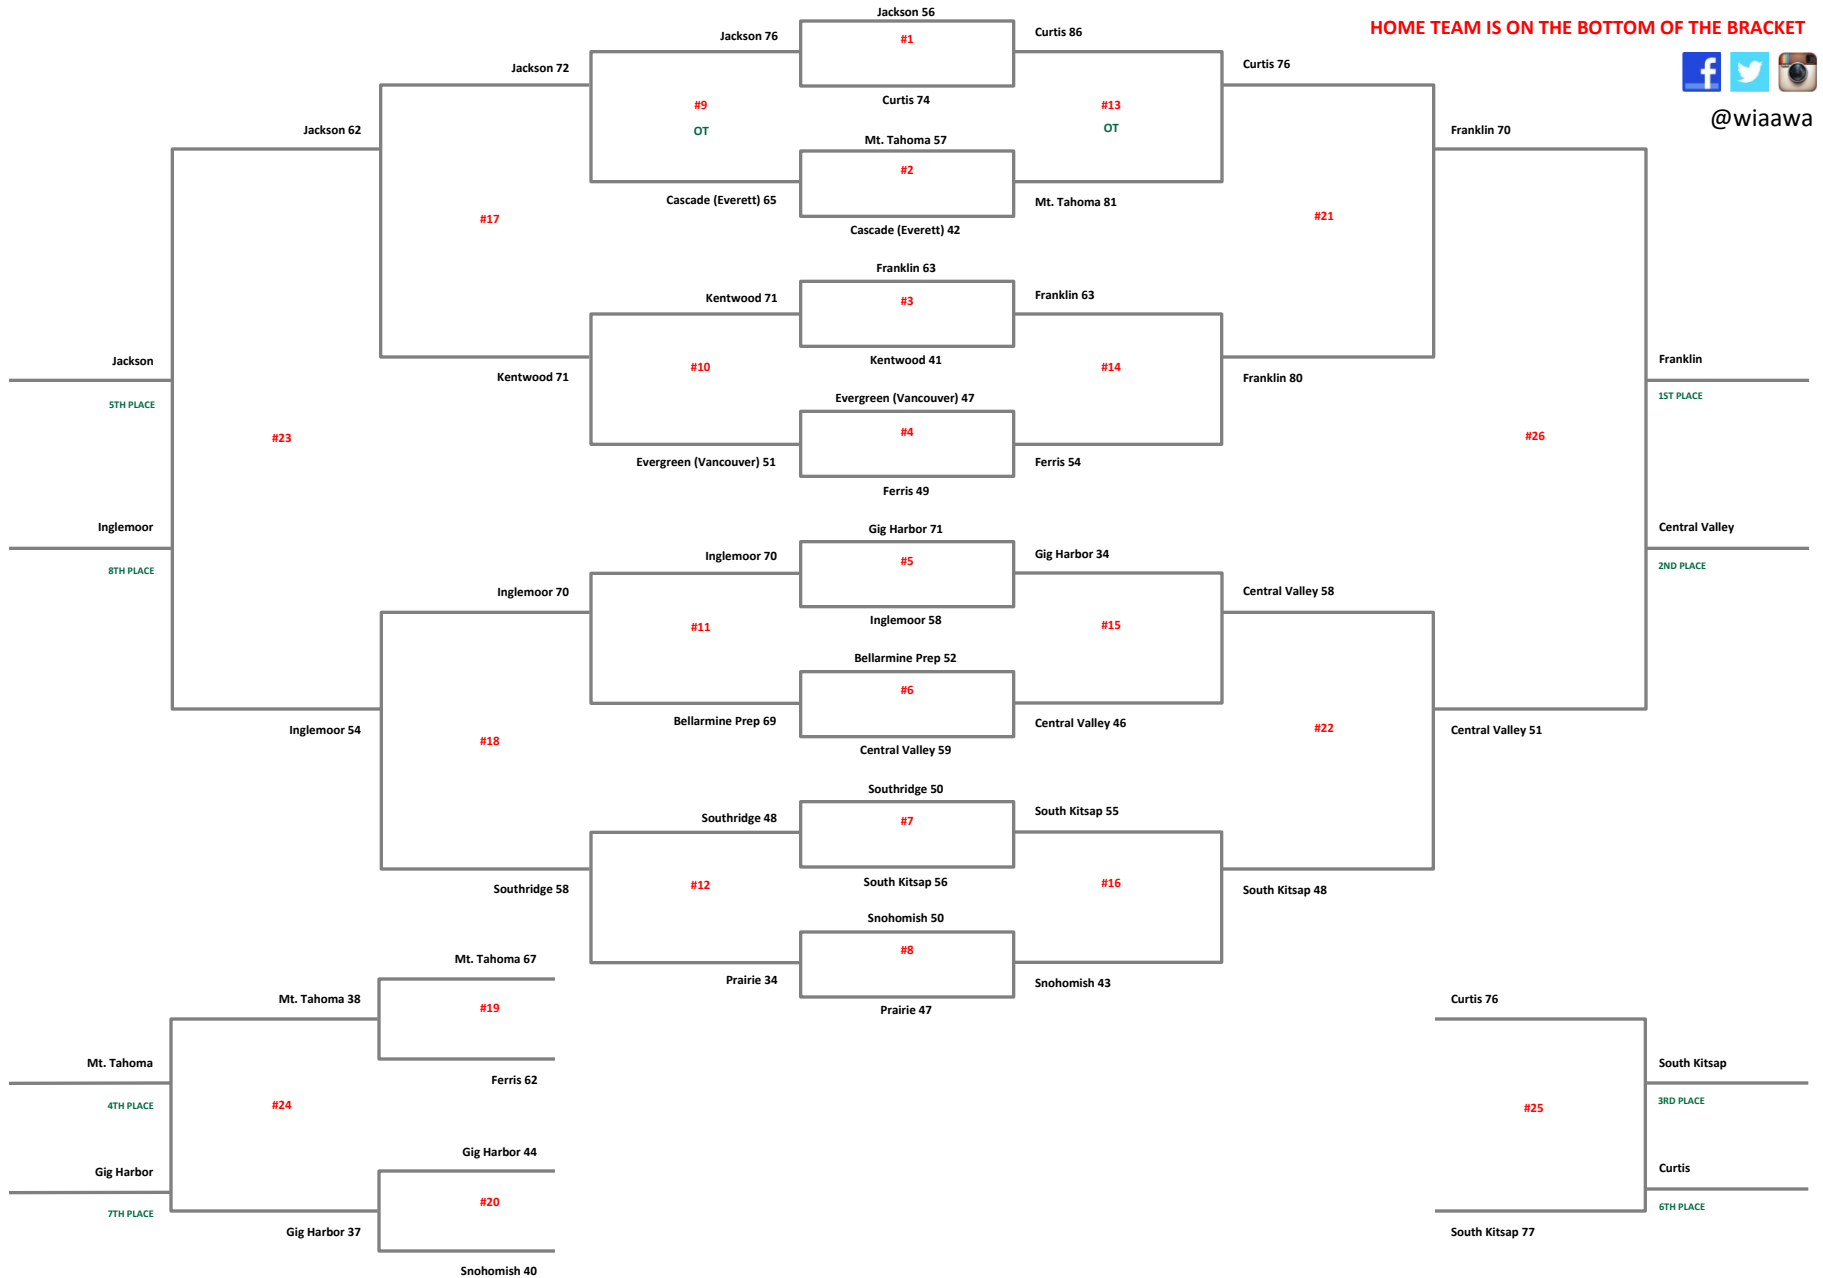 Jackson 56
HOME TEAM IS ON THE BOTTOM OF THE BRACKET
Jackson 76
#1
Curtis 86
Jackson 72
Curtis 76
Curtis 74
#9
#13
@wiaawa
OT
OT
Jackson 62
Franklin 70
Mt. Tahoma 57
#2
Cascade (Everett) 65
Mt. Tahoma 81
#17
#21
Cascade (Everett) 42
Franklin 63
Kentwood 71
#3
Franklin 63
Jackson
Kentwood 41
Franklin
#10
#14
Kentwood 71
Franklin 80
5TH PLACE
1ST PLACE
Evergreen (Vancouver) 47
#23
#4
#26
Evergreen (Vancouver) 51
Ferris 54
Ferris 49
Inglemoor
Gig Harbor 71
Central Valley
Inglemoor 70
#5
Gig Harbor 34
8TH PLACE
2ND PLACE
Inglemoor 70
Central Valley 58
Inglemoor 58
#11
#15
Bellarmine Prep 52
#6
Bellarmine Prep 69
Central Valley 46
Inglemoor 54
#18
#22
Central Valley 51
Central Valley 59
Southridge 50
Southridge 48
#7
South Kitsap 55
South Kitsap 56
#12
#16
Southridge 58
South Kitsap 48
Snohomish 50
#8
Mt. Tahoma 67
Prairie 34
Snohomish 43
Mt. Tahoma 38
Curtis 76
#19
Prairie 47
Mt. Tahoma
South Kitsap
Ferris 62
4TH PLACE
#24
#25
3RD PLACE
Gig Harbor 44
Gig Harbor
Curtis
#20
7TH PLACE
6TH PLACE
Gig Harbor 37
South Kitsap 77
Snohomish 40